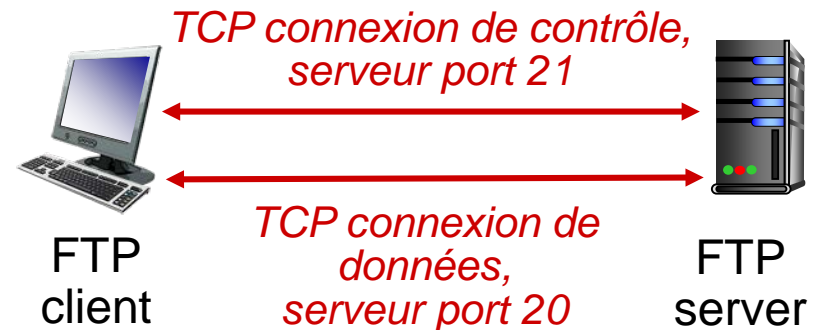 TCP connexion de contrôle,
serveur port 21
TCP connexion de
données,
serveur port 20
FTP
client
FTP
server